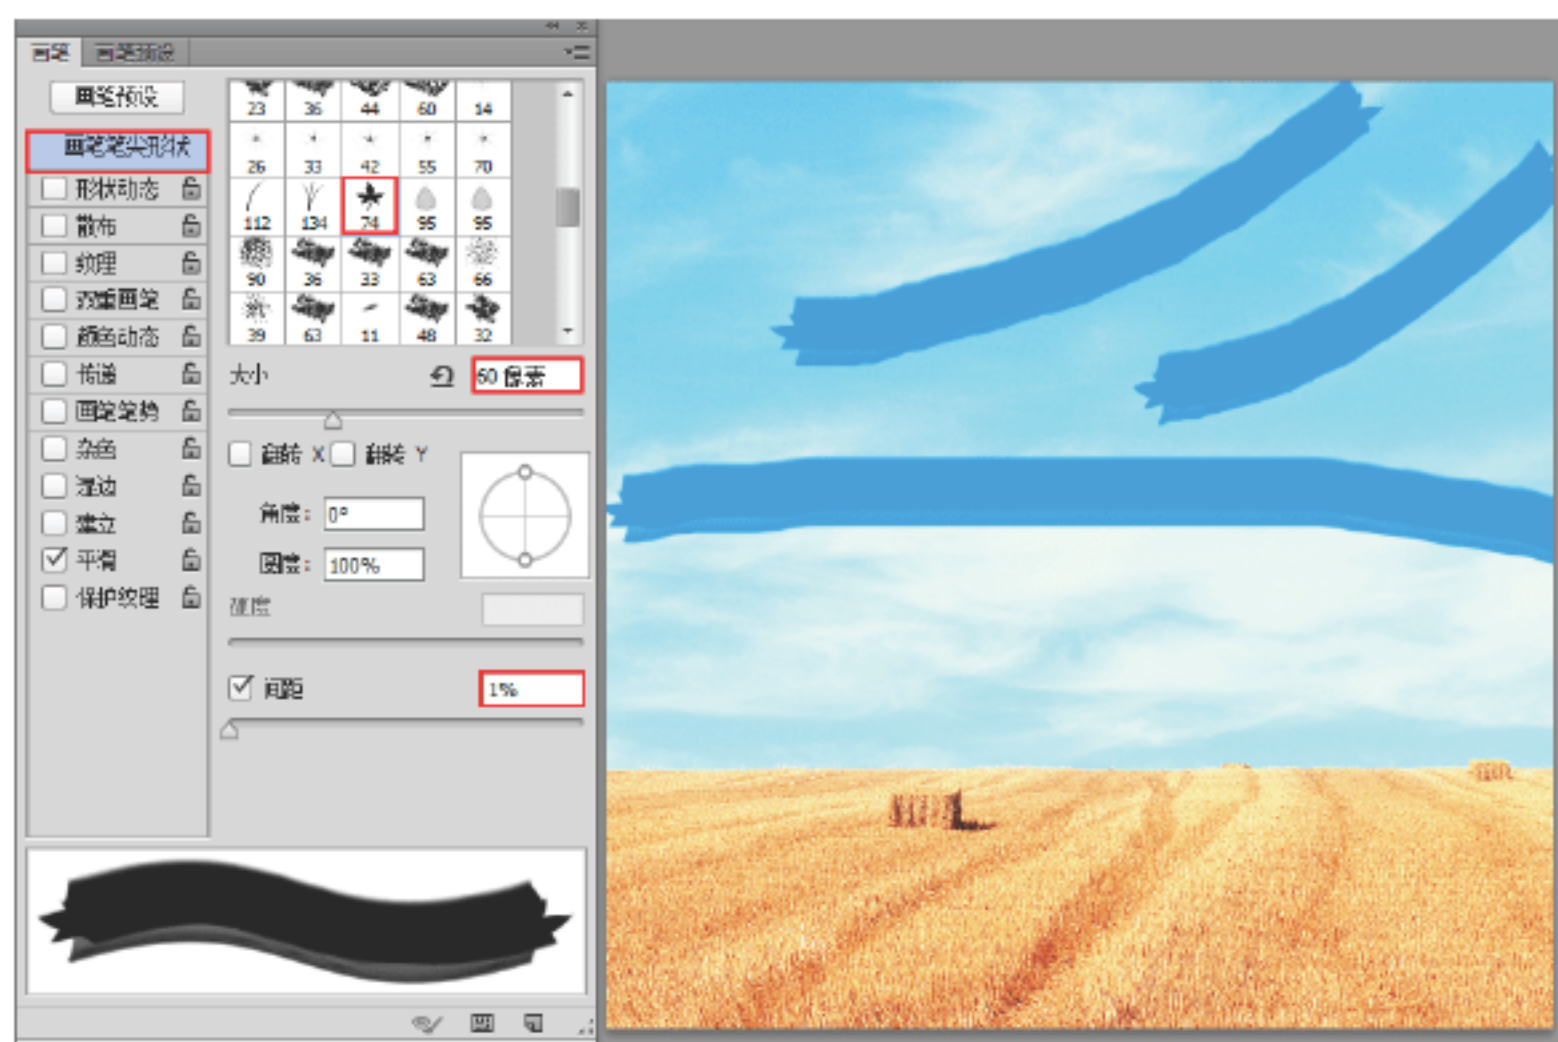 画笔 画笔预设
画笔预设
画笔笔尖形状
形状动态
散布
纹理
双重画笔
颜色动态
传递
画笔笔势
杂色
湿边
建立
平滑
保护纹理
23 36 44 60 14
26 33 42 55 70
112 134 74 95 95
90 36 33 63 66
39 63 11 48 32
大小 60 像素
翻转 X 翻转 Y
角度: 0°
圆度: 100%
硬度
间距 1%